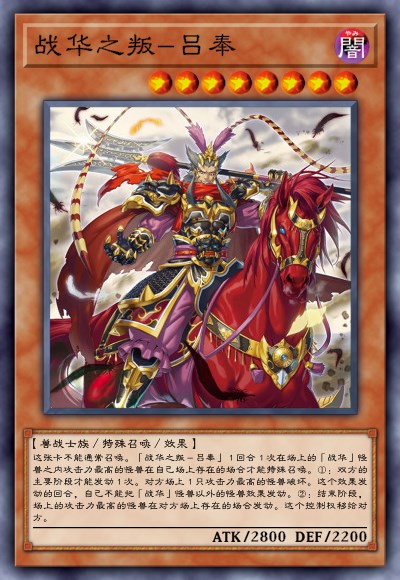 战华之叛-吕奉
やみ
闇
【兽战士族/特殊召唤/效果】
这张卡不能通常召唤。「战华之叛-吕奉」1回合1次在场上的「战华」怪
兽之内攻击力最高的怪兽在自己场上存在的场合才能特殊召唤。①：双方的
主要阶段才能发动1次。对方场上1只攻击力最高的怪兽破坏。这个效果发
动的回合，自己不能把「战华」怪兽以外的怪兽效果发动。②：结束阶段，
场上的攻击力最高的怪兽在对方场上存在的场合发动。这个控制权移给对
方。
ATK/2800 DEF/2200